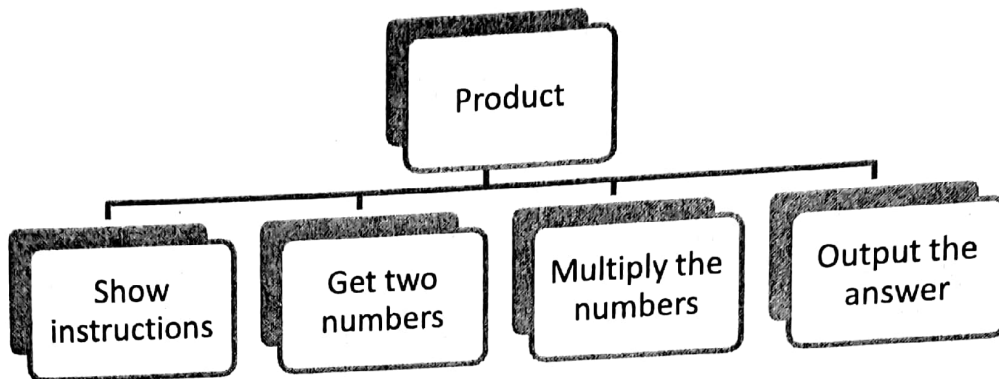 Product
Show
instructions
Get two
numbers
Multiply the
numbers
Output the
answer